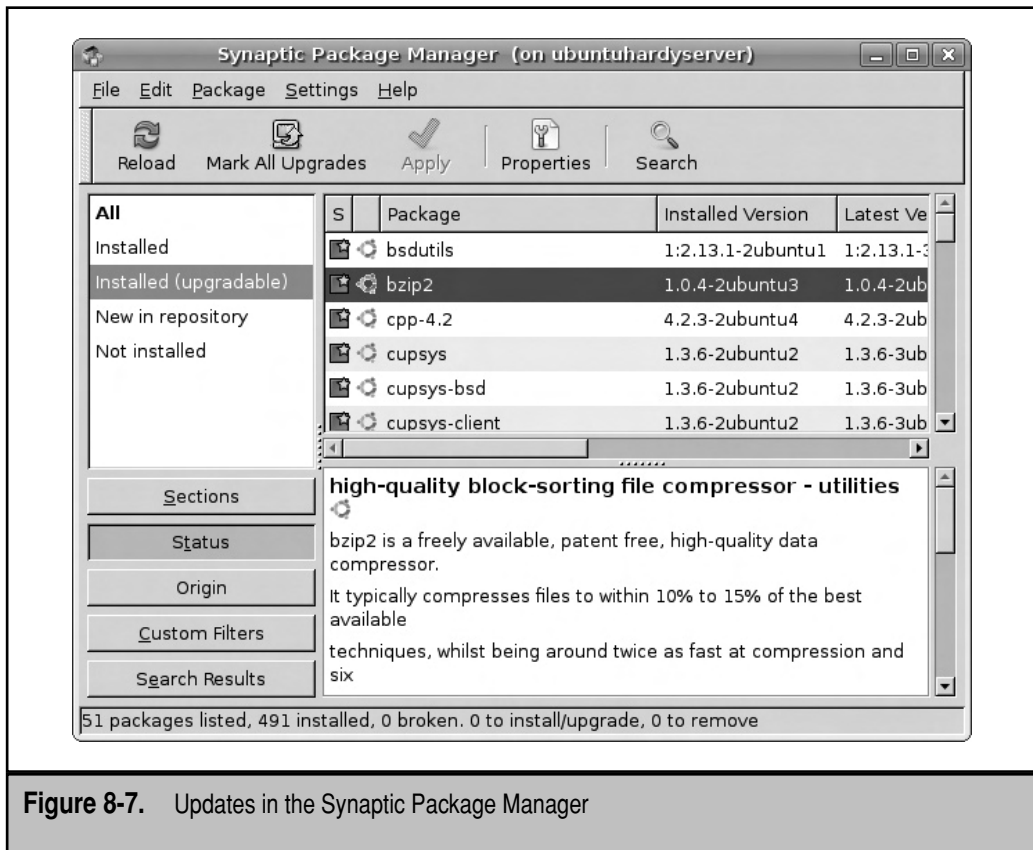 Synaptic Package Manager (on ubuntuhardyserver)
File Edit Package Settings Help
Reload Mark All Upgrades Apply Properties Search
All
Installed
Installed (upgradable)
New in repository
Not installed
S Package Installed Version Latest Ve
bsdutils 1:2.13.1-2ubuntu1 1:2.13.1-3
bzip2 1.0.4-2ubuntu3 1.0.4-2ub
cpp-4.2 4.2.3-2ubuntu4 4.2.3-2ub
cupsys 1.3.6-2ubuntu2 1.3.6-3ub
cupsys-bsd 1.3.6-2ubuntu2 1.3.6-3ub
cupsys-client 1.3.6-2ubuntu2 1.3.6-3ub
Sections
Status
Origin
Custom Filters
Search Results
high-quality block-sorting file compressor - utilities
bzip2 is a freely available, patent free, high-quality data
compressor.
It typically compresses files to within 10% to 15% of the best
available
techniques, whilst being around twice as fast at compression and
six
51 packages listed, 491 installed, 0 broken. 0 to install/upgrade, 0 to remove
Figure 8-7. Updates in the Synaptic Package Manager